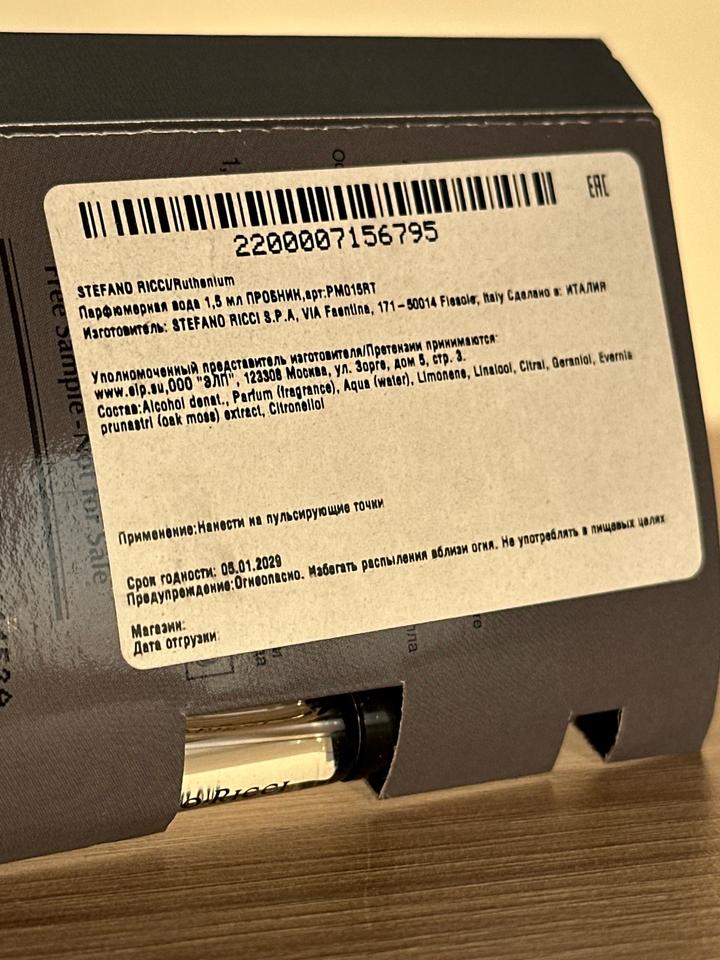 EAC
2200007156795
STEFANO RICCI/Ruthenium
Парфюмерная вода 1,5 мл ПРОБНИК,арт:PM015RT
Изготовитель: STEFANO RICCI S.P.A, VIA Faentina, 171-50014 Fiesole, Italy Сделано в: ИТАЛИЯ
Уполномоченный представитель изготовителя/Претензии принимаются:
www.elp.su,ООО "ЭЛП", 123308 Москва, ул. Зорге, дом 5, стр. 3.
Состав:Alcohol denat., Parfum (fragrance), Aqua (water), Limonene, Linalool, Citral, Geraniol, Evernia
prunastri (oak moss) extract, Citronellol
Применение:Нанести на пульсирующие точки
Срок годности: 05.01.2029
Предупреждение:Огнеопасно. Избегать распыления вблизи огня. Не употреблять в пищевых целях
Магазин:
Дата отгрузки:
Free Sample - Not for Sale
RICCI